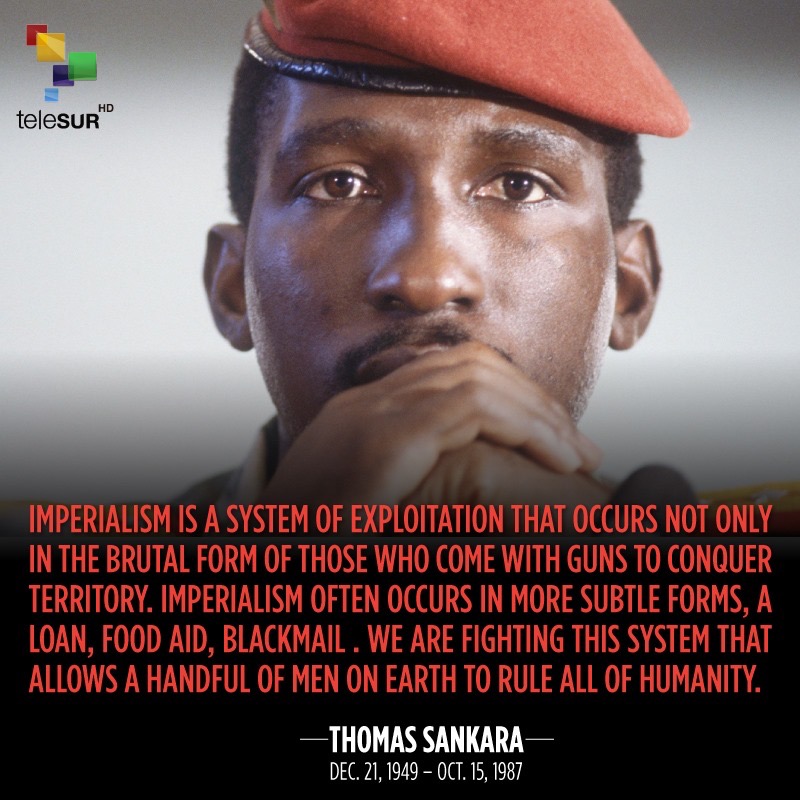 teleSUR HD
IMPERIALISM IS A SYSTEM OF EXPLOITATION THAT OCCURS NOT ONLY
IN THE BRUTAL FORM OF THOSE WHO COME WITH GUNS TO CONQUER
TERRITORY. IMPERIALISM OFTEN OCCURS IN MORE SUBTLE FORMS, A
LOAN, FOOD AID, BLACKMAIL . WE ARE FIGHTING THIS SYSTEM THAT
ALLOWS A HANDFUL OF MEN ON EARTH TO RULE ALL OF HUMANITY.
THOMAS SANKARA
DEC. 21, 1949 – OCT. 15, 1987